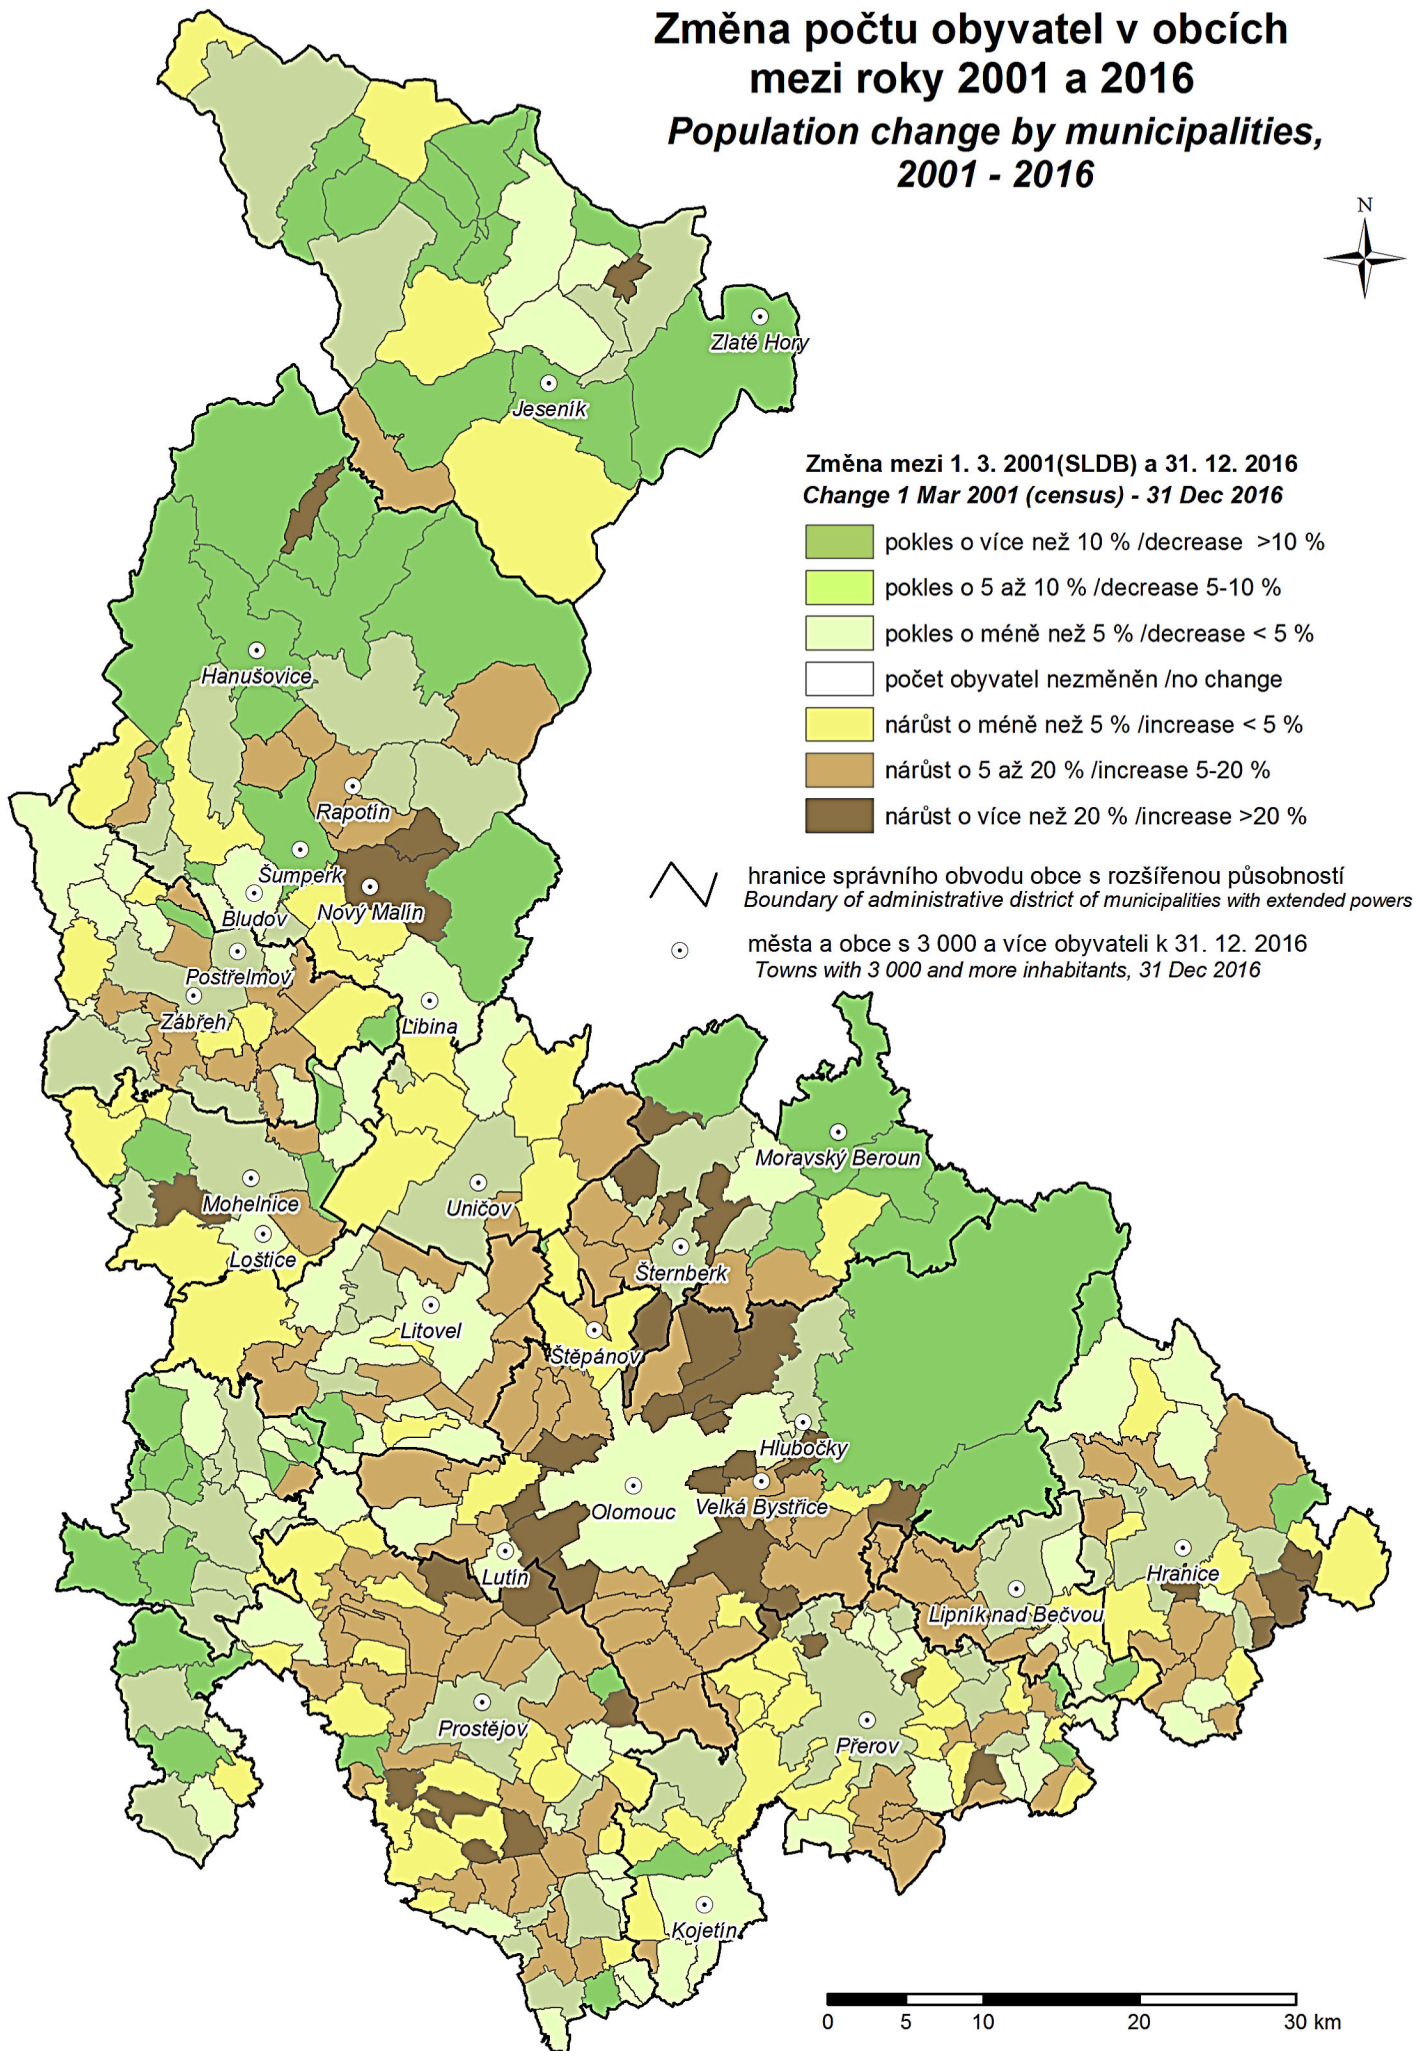 Změna počtu obyvatel v obcích
mezi roky 2001 a 2016
Population change by municipalities,
2001 - 2016
N
Zlaté Hory
Jeseník
Změna mezi 1. 3. 2001(SLDB) a 31. 12. 2016
Change 1 Mar 2001 (census) - 31 Dec 2016
pokles o více než 10 % /decrease >10 %
pokles o 5 až 10 % /decrease 5-10 %
pokles o méně než 5 % /decrease < 5 %
počet obyvatel nezměněn /no change
nárůst o méně než 5 % /increase < 5 %
nárůst o 5 až 20 % /increase 5-20 %
nárůst o více než 20 % /increase >20 %
hranice správního obvodu obce s rozšířenou působností
Boundary of administrative district of municipalities with extended powers
města a obce s 3 000 a více obyvateli k 31. 12. 2016
Towns with 3 000 and more inhabitants, 31 Dec 2016
Hanušovice
Rapotín
Šumperk
Bludov
Nový Malín
Postřelmov
Zábřeh
Libina
Moravský Beroun
Mohelnice
Uničov
Loštice
Šternberk
Litovel
Štěpánov
Hlubočky
Olomouc
Velká Bystřice
Lutín
Hranice
Lipník nad Bečvou
Prostějov
Přerov
Kojetín
0 5 10 20 30 km